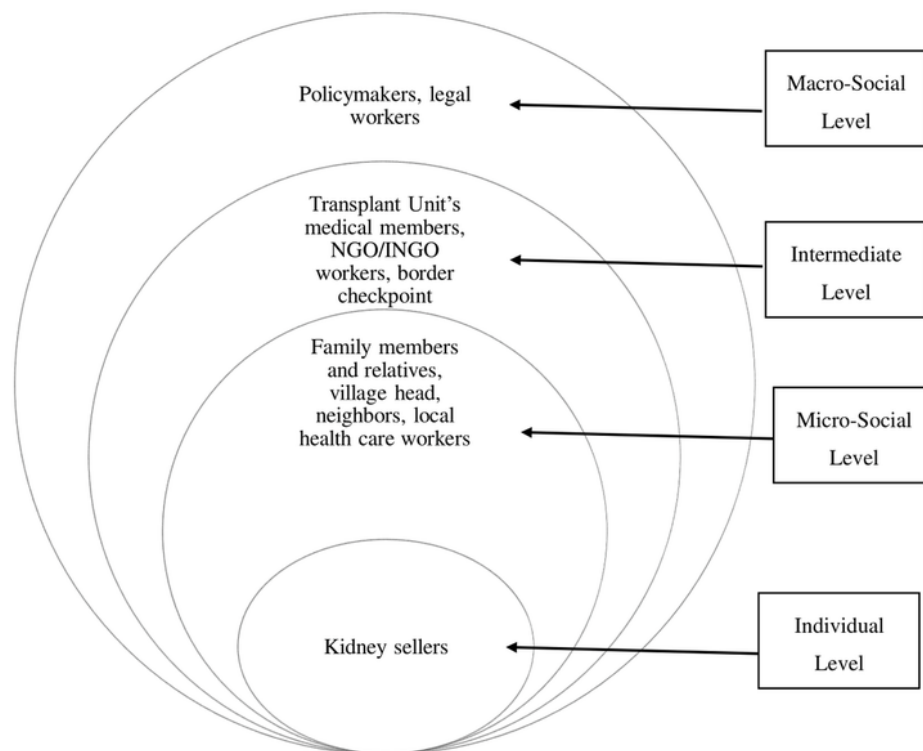 Policymakers, legal
workers
Macro-Social
Level
Transplant Unit's
medical members,
NGO/INGO
workers, border
checkpoint
Intermediate
Level
Family members
and relatives,
village head,
neighbors, local
health care workers
Micro-Social
Level
Kidney sellers
Individual
Level